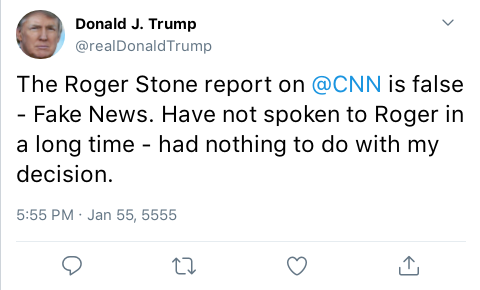 Donald J. Trump
@realDonaldTrump
The Roger Stone report on @CNN is false
- Fake News. Have not spoken to Roger in
a long time - had nothing to do with my
decision.
5:55 PM · Jan 55, 5555